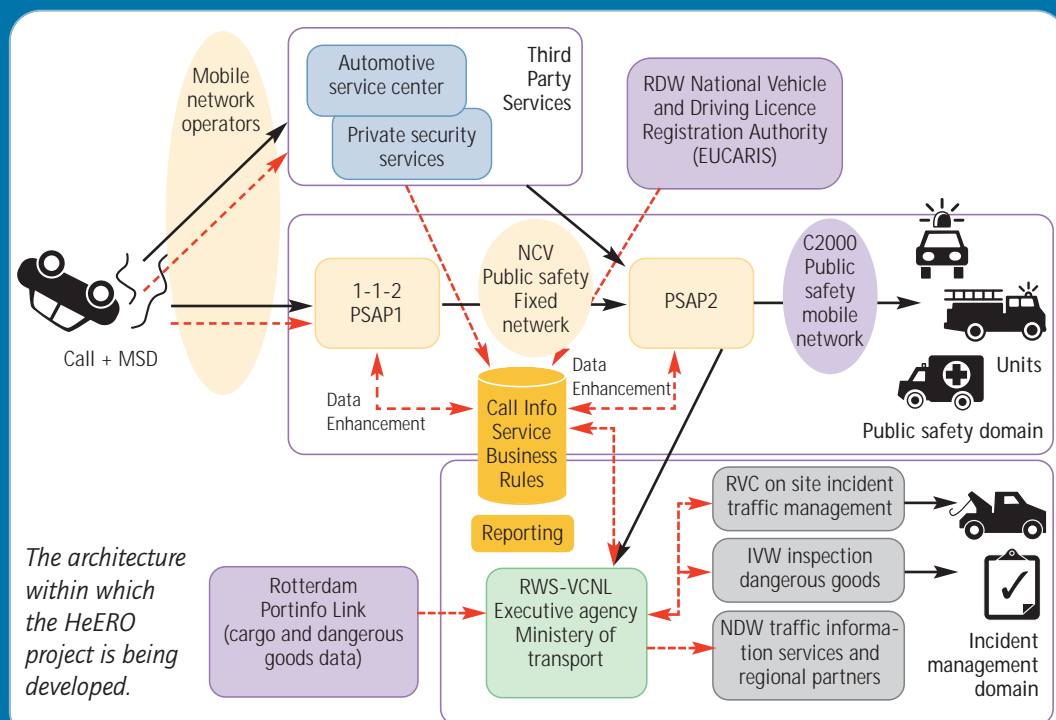 Mobile
network
operators
Automotive
service center
Private security
services
Third
Party
Services
RDW National Vehicle
and Driving Licence
Registration Authority
(EUCARIS)
Call + MSD
1-1-2
PSAP1
NCV
Public safety
Fixed
netwerk
PSAP2
C2000
Public
safety
mobile
network
Units
Public safety domain
Data
Enhancement
Data
Enhancement
Call Info
Service
Business
Rules
Reporting
The architecture
within which
the HeERO
project is being
developed.
Rotterdam
Portinfo Link
(cargo and dangerous
goods data)
RWS-VCNL
Executive agency
Ministery of
transport
RVC on site incident
traffic management
IVW inspection
dangerous goods
NDW traffic informa-
tion services and
regional partners
Incident
management
domain